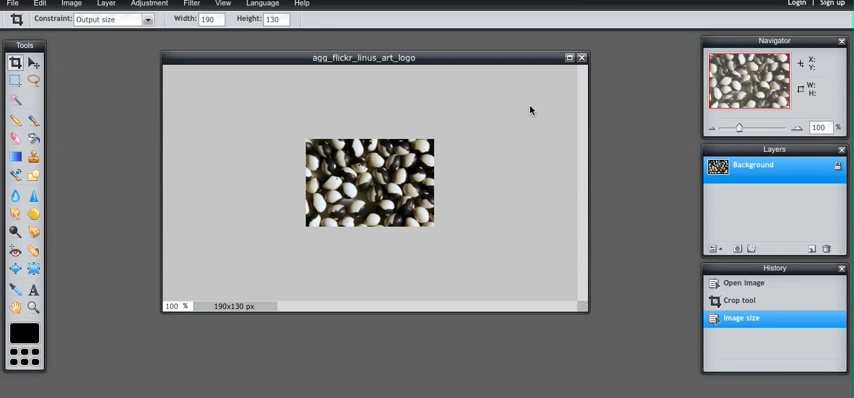 File Edit Image Layer Adjustment Filter View Language Help Login | Sign up
Constraint: Output size Width: 190 Height: 130
Tools
agg_flickr_linus_art_logo
100 % 190x130 px
A
Navigator
X:
Y:
W:
H:
100 %
Layers
Background
History
Open image
Crop tool
Image size